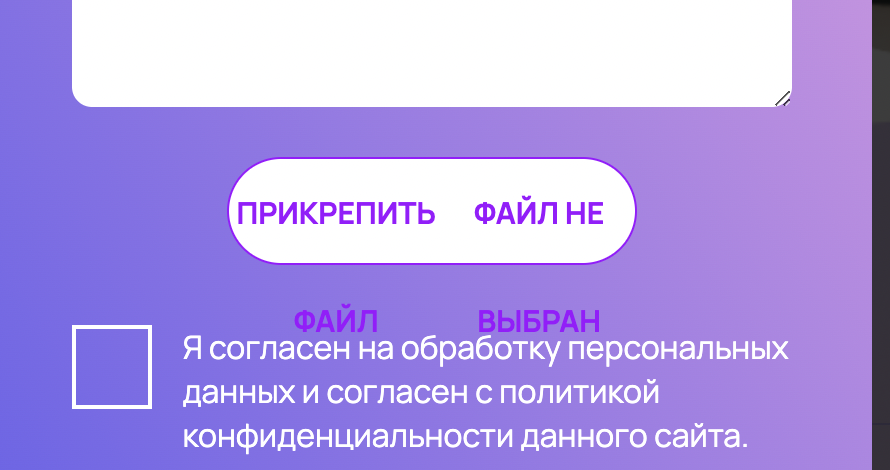 ПРИКРЕПИТЬ ФАЙЛ НЕ
ФАЙЛ ВЫБРАН
Я согласен на обработку персональных
данных и согласен с политикой
конфиденциальности данного сайта.